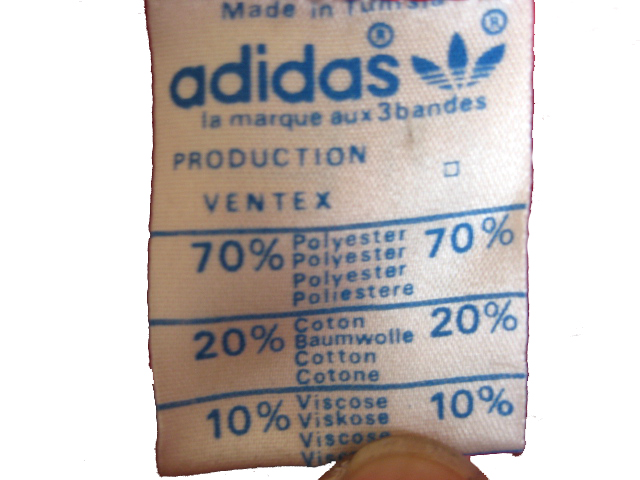 Made in Tunisia
adidas® ®
la marque aux 3 bandes
PRODUCTION
VENTEX
70% Polyester 70%
Polyester
Polyester
Poliestere
20% Coton 20%
Baumwolle
Cotton
Cotone
10% Viscose 10%
Viskose
Viscose